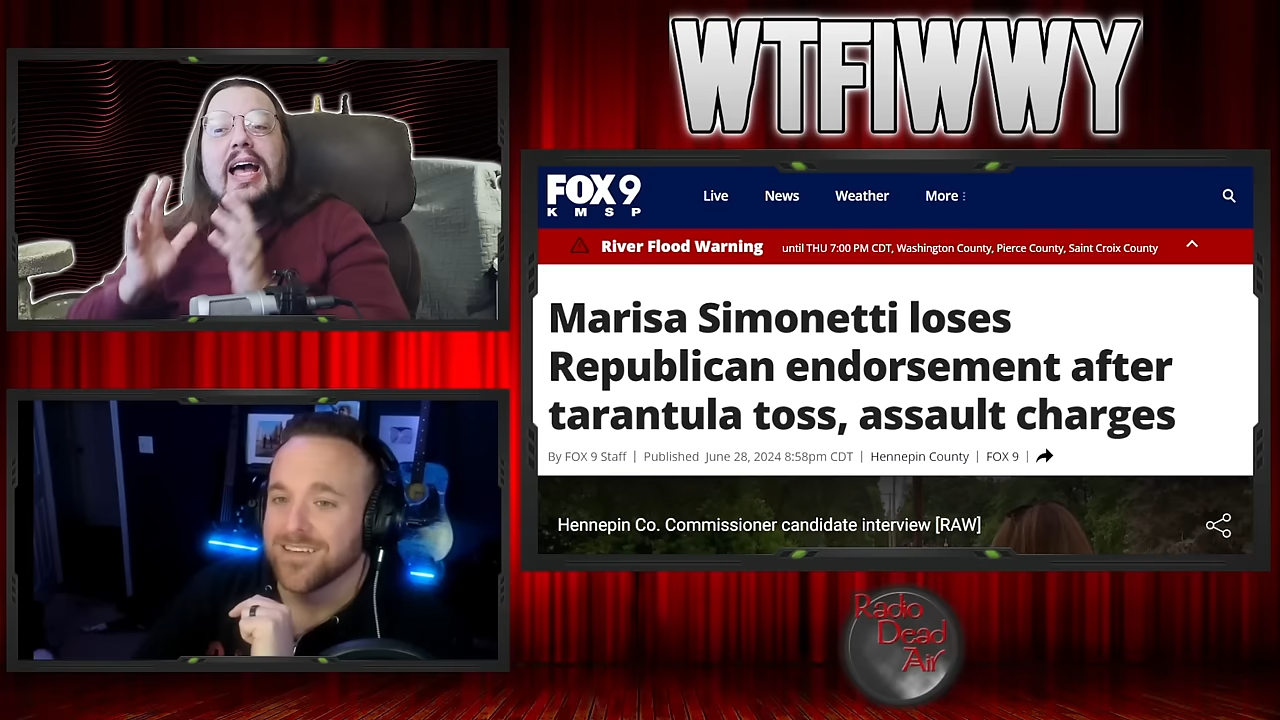 WTFIWWY
FOX 9
KMSP
Live News Weather More
River Flood Warning until THU 7:00 PM CDT, Washington County, Pierce County, Saint Croix County
Marisa Simonetti loses
Republican endorsement after
tarantula toss, assault charges
By FOX 9 Staff | Published June 28, 2024 8:58pm CDT | Hennepin County | FOX 9 |
Hennepin Co. Commissioner candidate interview [RAW]
Radio
Dead
Air